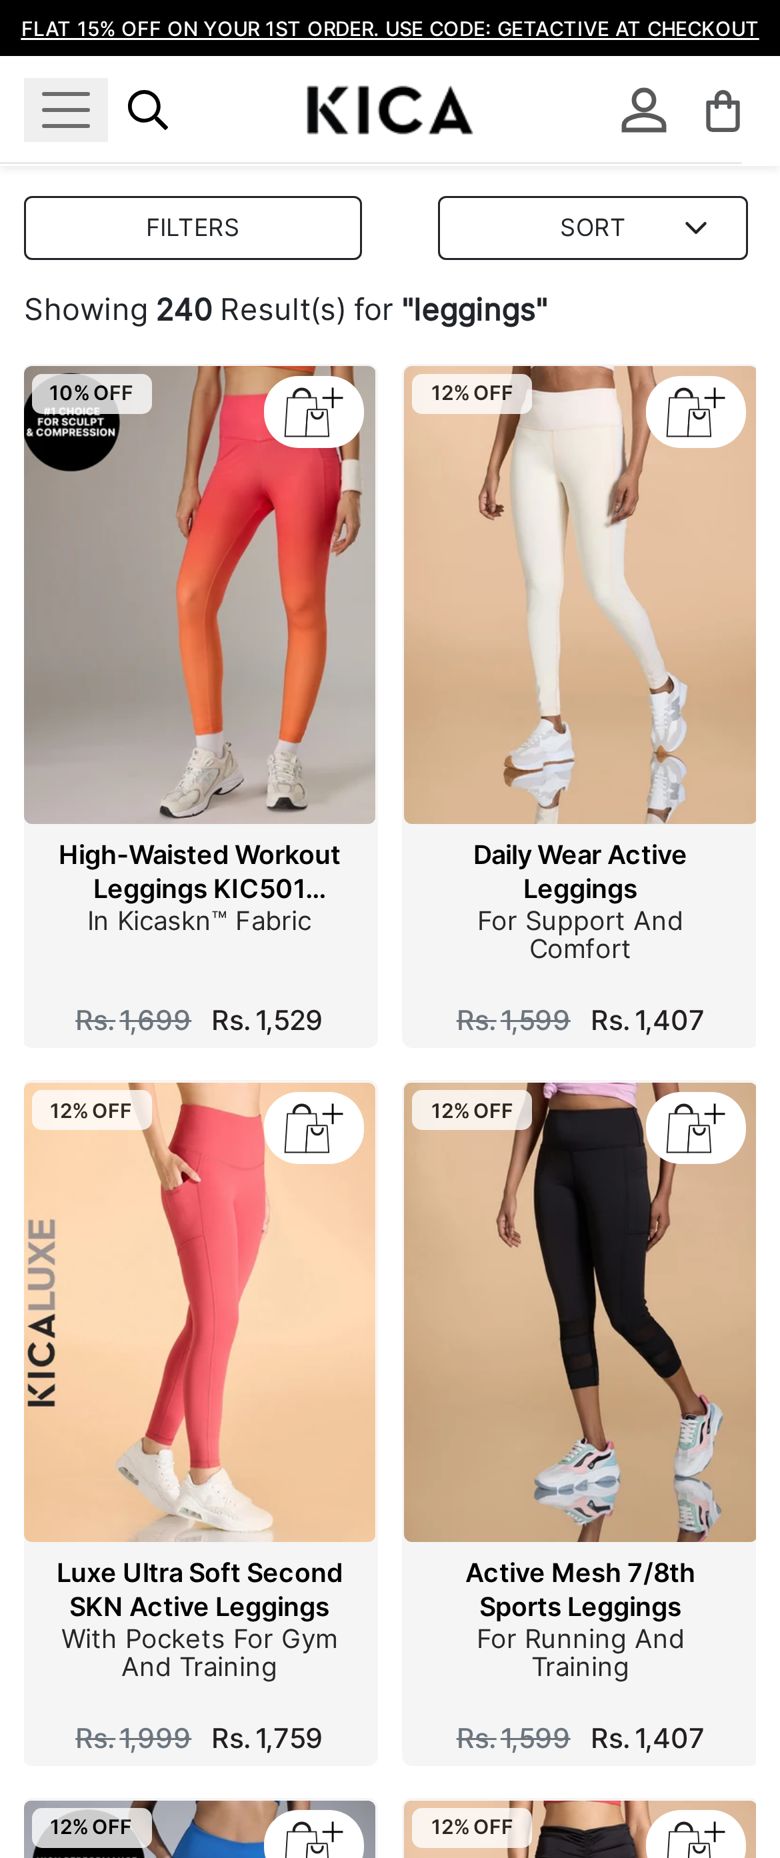 FLAT 15% OFF ON YOUR 1ST ORDER. USE CODE: GETACTIVE AT CHECKOUT
KICA
FILTERS
SORT
Showing 240 Result(s) for "leggings"
10% OFF
#1 CHOICE
FOR SCULPT
& COMPRESSION
12% OFF
High-Waisted Workout
Leggings KIC501...
In Kicaskn™ Fabric
Rs. 1,699 Rs. 1,529
Daily Wear Active
Leggings
For Support And
Comfort
Rs. 1,599 Rs. 1,407
12% OFF
KICALUXE
12% OFF
Luxe Ultra Soft Second
SKN Active Leggings
With Pockets For Gym
And Training
Rs. 1,999 Rs. 1,759
Active Mesh 7/8th
Sports Leggings
For Running And
Training
Rs. 1,599 Rs. 1,407
12% OFF
12% OFF